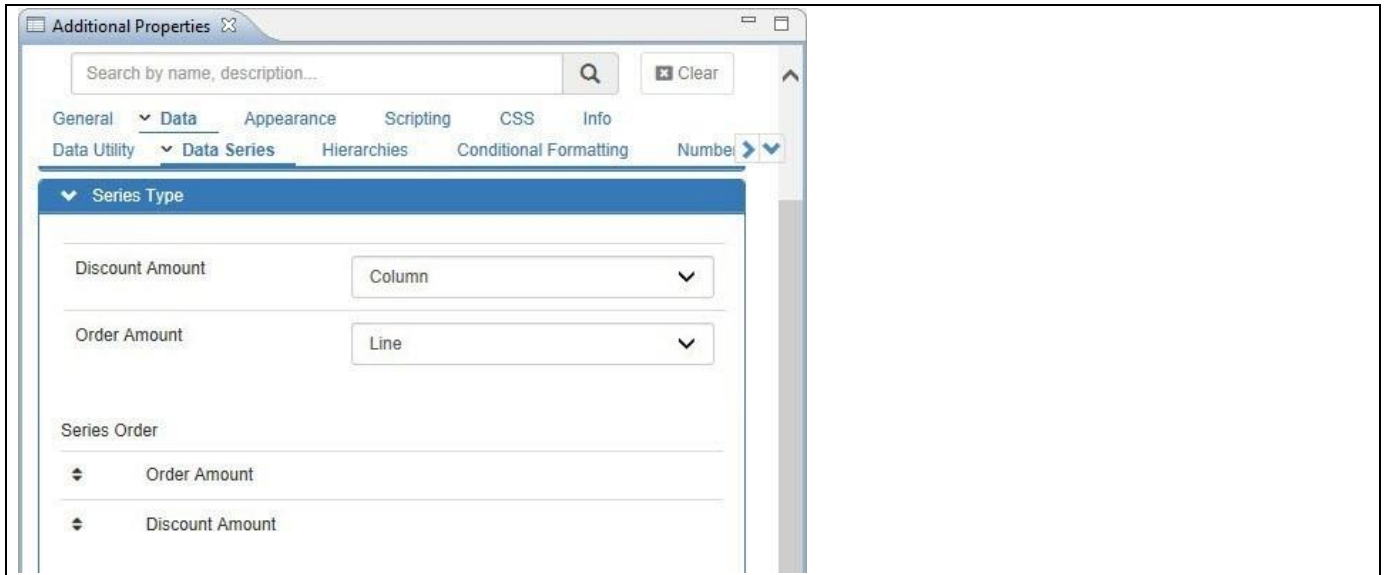 Additional Properties
Search by name, description...
Clear
General Data Appearance Scripting CSS Info
Data Utility Data Series Hierarchies Conditional Formatting Number
Series Type
Discount Amount Column
Order Amount Line
Series Order
Order Amount
Discount Amount